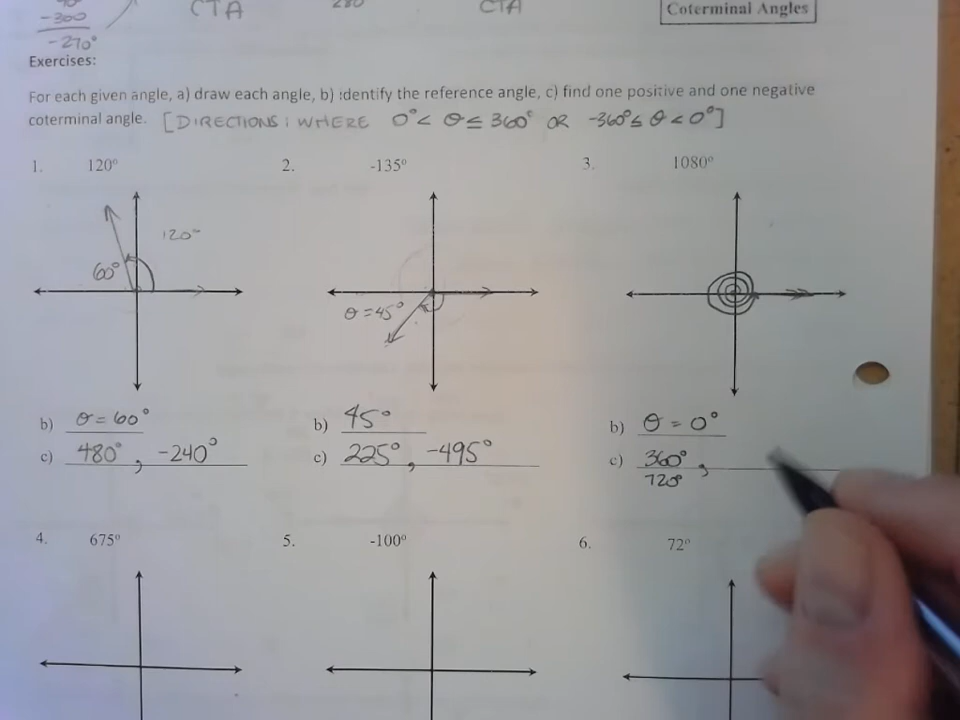 -300
CTA
280
CTA
Coterminal Angles
-270°
Exercises:
For each given angle, a) draw each angle, b) identify the reference angle, c) find one positive and one negative
coterminal angle. [DIRECTIONS: WHERE 0°< θ ≤ 360° OR -360°≤ θ < 0°]
1. 120° 2. -135° 3. 1080°
120°
60°
θ = 45°
b) θ = 60° b) 45° b) θ = 0°
c) 480°, -240° c) 225°, -495° c) 360°,
720°
4. 675° 5. -100° 6. 72°